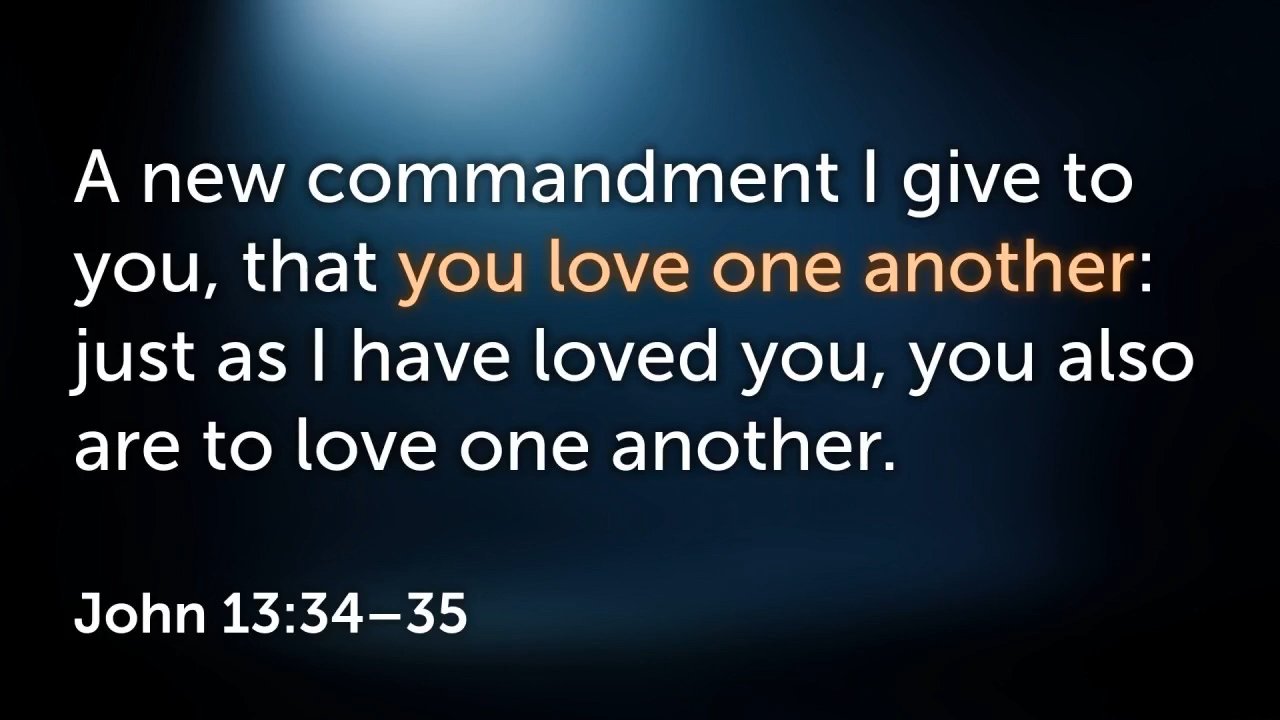 A new commandment I give to
you, that you love one another:
just as I have loved you, you also
are to love one another.
John 13:34–35